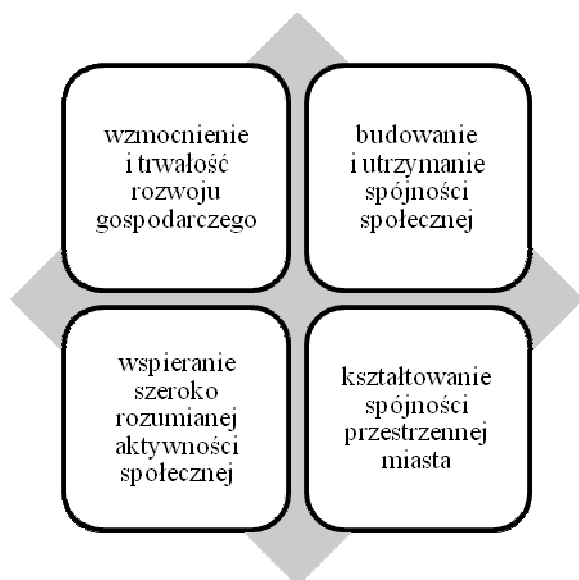 wzmocnienie
i trwałość
rozwoju
gospodarczego
budowanie
i utrzymanie
spójności
społecznej
wspieranie
szeroko
rozumianej
aktywności
społecznej
kształtowanie
spójności
przestrzennej
miasta